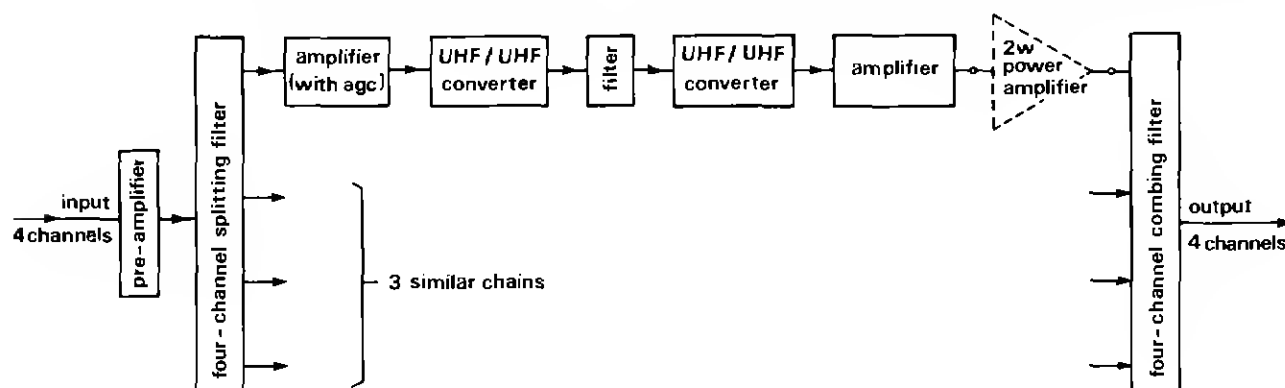 amplifier
(with agc)
UHF/UHF
converter
filter
UHF/UHF
converter
amplifier
2w
power
amplifier
input
4 channels
pre-amplifier
four-channel splitting filter
3 similar chains
four-channel combing filter
output
4 channels